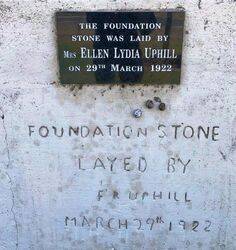 THE FOUNDATION
STONE WAS LAID BY
MRS ELLEN LYDIA UPHILL
ON 29TH MARCH 1922
FOUNDATION STONE
LAYED BY
F R UPHILL
MARCH 29TH 1922